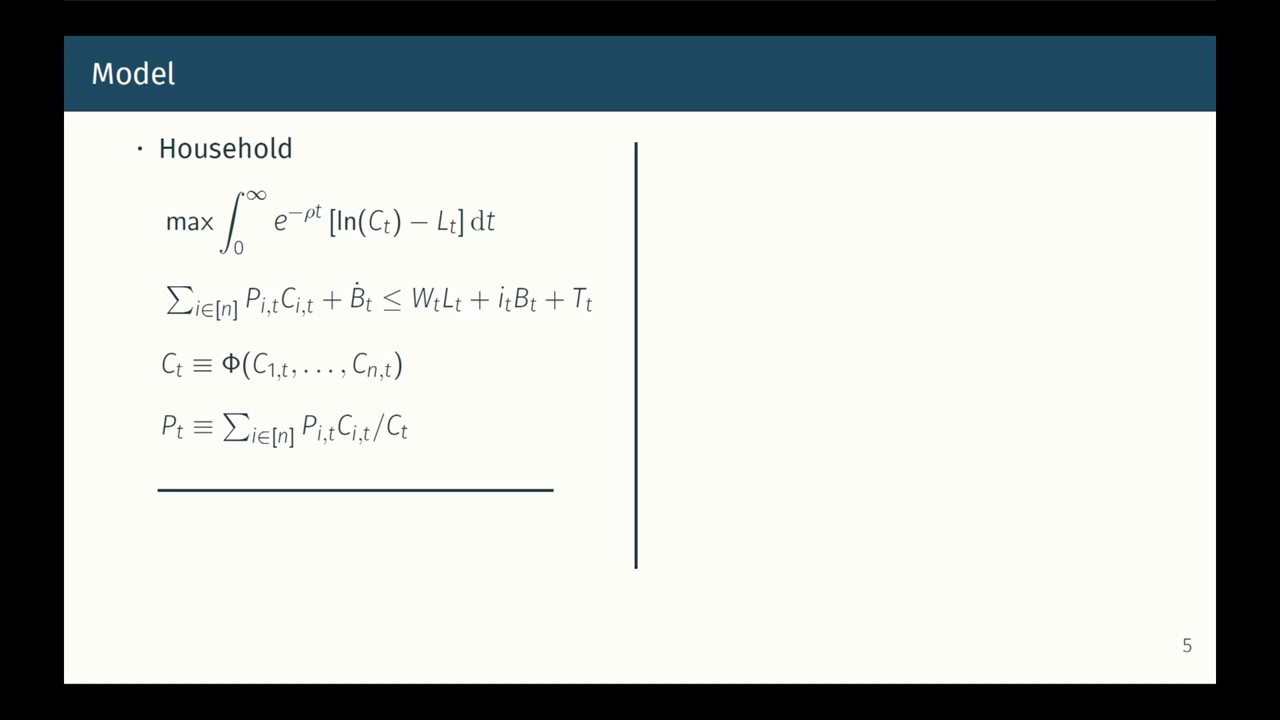 Model
· Household
max ∫₀^∞ e^{−ρt} [ln(C_t) − L_t] dt
∑_{i∈[n]} P_{i,t}C_{i,t} + Ḃ_t ≤ W_tL_t + i_tB_t + T_t
C_t ≡ Φ(C_{1,t}, . . . , C_{n,t})
P_t ≡ ∑_{i∈[n]} P_{i,t}C_{i,t}/C_t
5